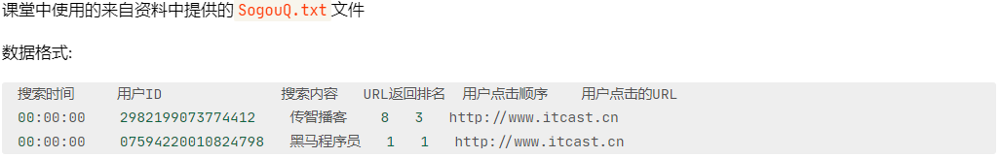 课堂中使用的来自资料中提供的 SogouQ.txt 文件
数据格式:
搜索时间 用户ID 搜索内容 URL返回排名 用户点击顺序 用户点击的URL
00:00:00 2982199073774412 传智播客 8 3 http://www.itcast.cn
00:00:00 07594220010824798 黑马程序员 1 1 http://www.itcast.cn